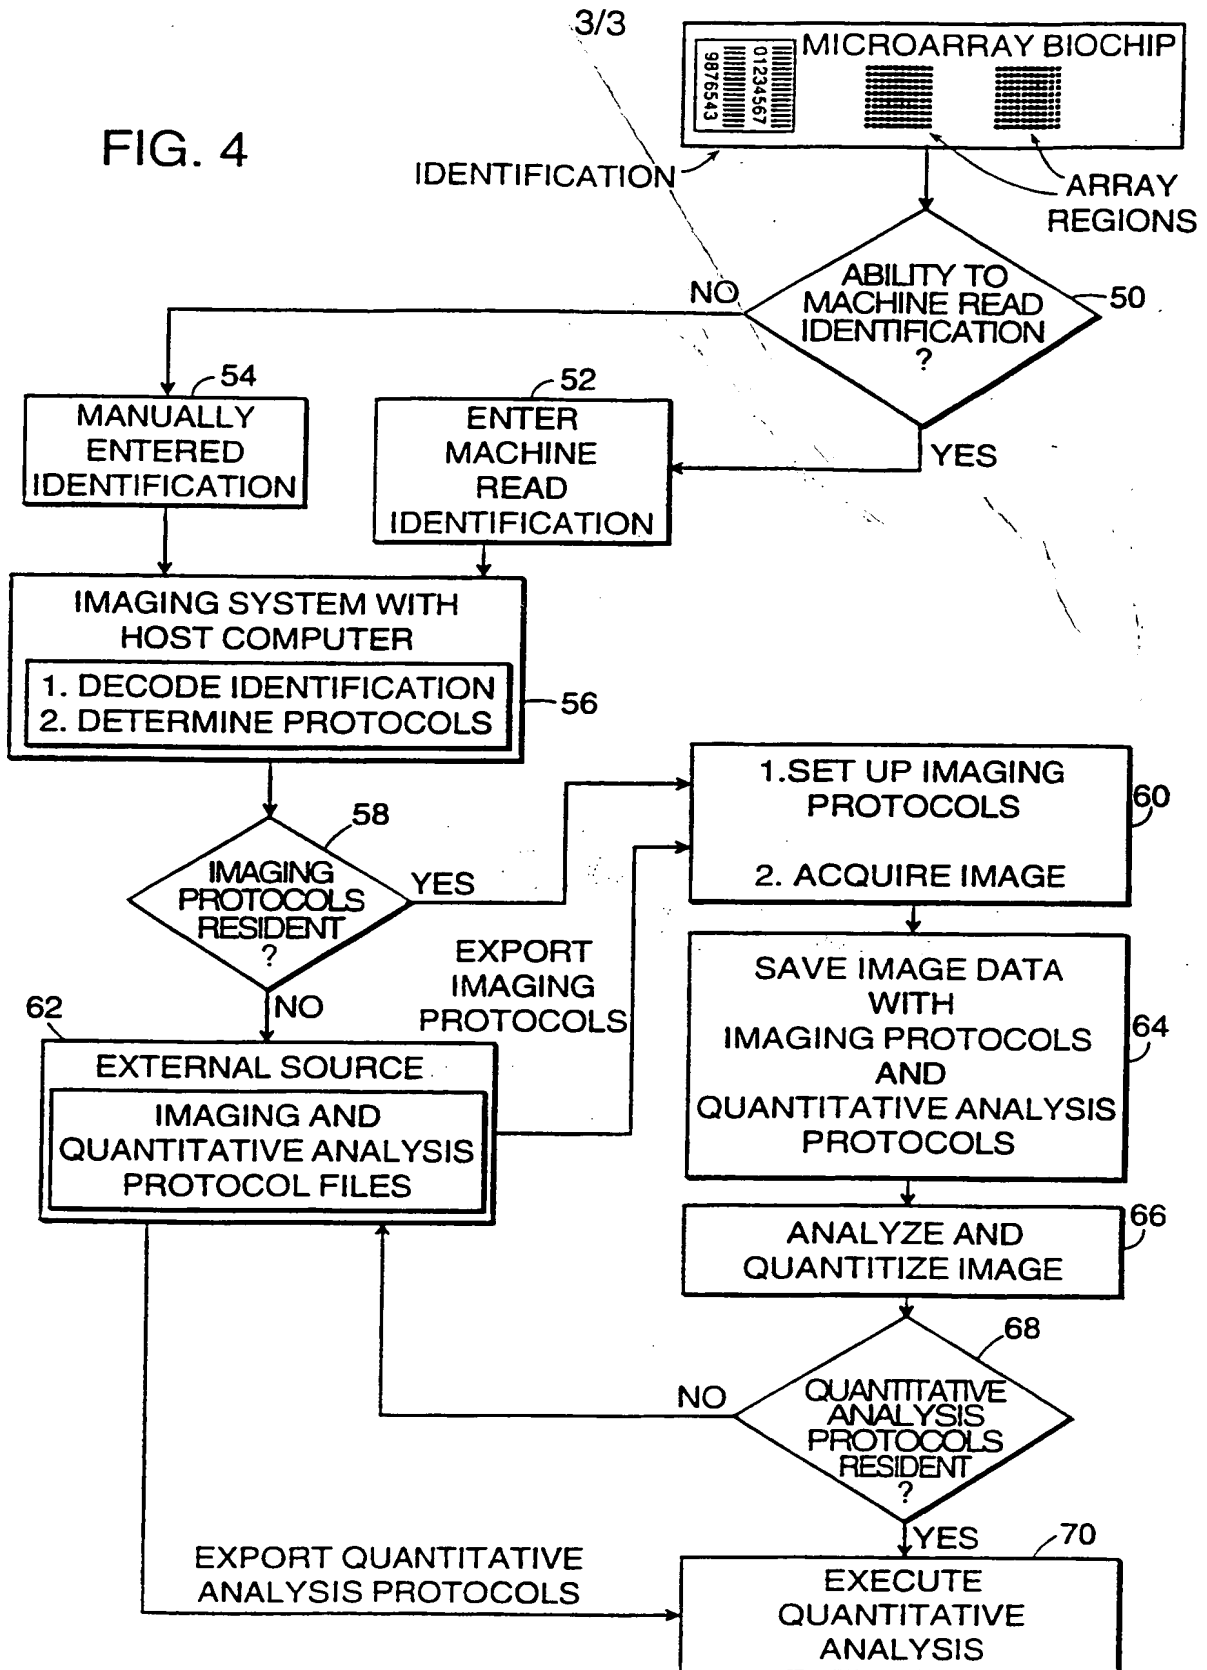 3/3
FIG. 4
MICROARRAY BIOCHIP
01234567
9876543
IDENTIFICATION
ARRAY
REGIONS
ABILITY TO
MACHINE READ
IDENTIFICATION
?
50
NO
YES
54
MANUALLY
ENTERED
IDENTIFICATION
52
ENTER
MACHINE
READ
IDENTIFICATION
IMAGING SYSTEM WITH
HOST COMPUTER
1. DECODE IDENTIFICATION
2. DETERMINE PROTOCOLS
56
58
IMAGING
PROTOCOLS
RESIDENT
?
YES
NO
1.SET UP IMAGING
PROTOCOLS
2. ACQUIRE IMAGE
60
EXPORT
IMAGING
PROTOCOLS
62
EXTERNAL SOURCE
IMAGING AND
QUANTITATIVE ANALYSIS
PROTOCOL FILES
SAVE IMAGE DATA
WITH
IMAGING PROTOCOLS
AND
QUANTITATIVE ANALYSIS
PROTOCOLS
64
ANALYZE AND
QUANTITIZE IMAGE
66
68
QUANTITATIVE
ANALYSIS
PROTOCOLS
RESIDENT
?
NO
YES
EXPORT QUANTITATIVE
ANALYSIS PROTOCOLS
70
EXECUTE
QUANTITATIVE
ANALYSIS